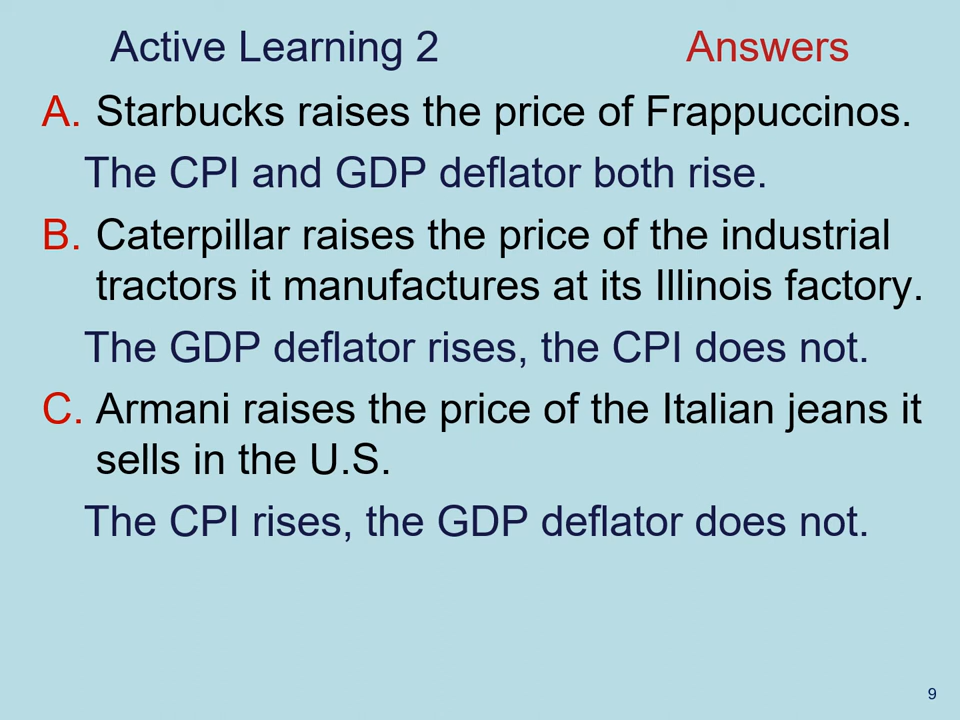 Active Learning 2 Answers
A. Starbucks raises the price of Frappuccinos.
The CPI and GDP deflator both rise.
B. Caterpillar raises the price of the industrial
tractors it manufactures at its Illinois factory.
The GDP deflator rises, the CPI does not.
C. Armani raises the price of the Italian jeans it
sells in the U.S.
The CPI rises, the GDP deflator does not.
9